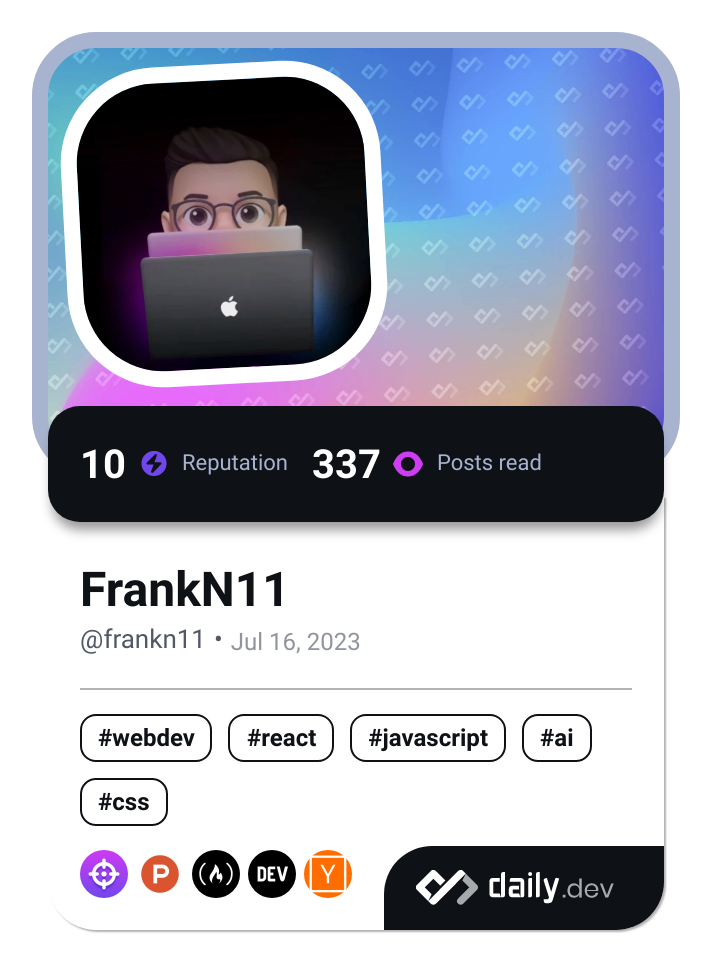 10 Reputation 337 Posts read
FrankN11
@frankn11 • Jul 16, 2023
#webdev #react #javascript #ai
#css
P DEV Y
daily.dev